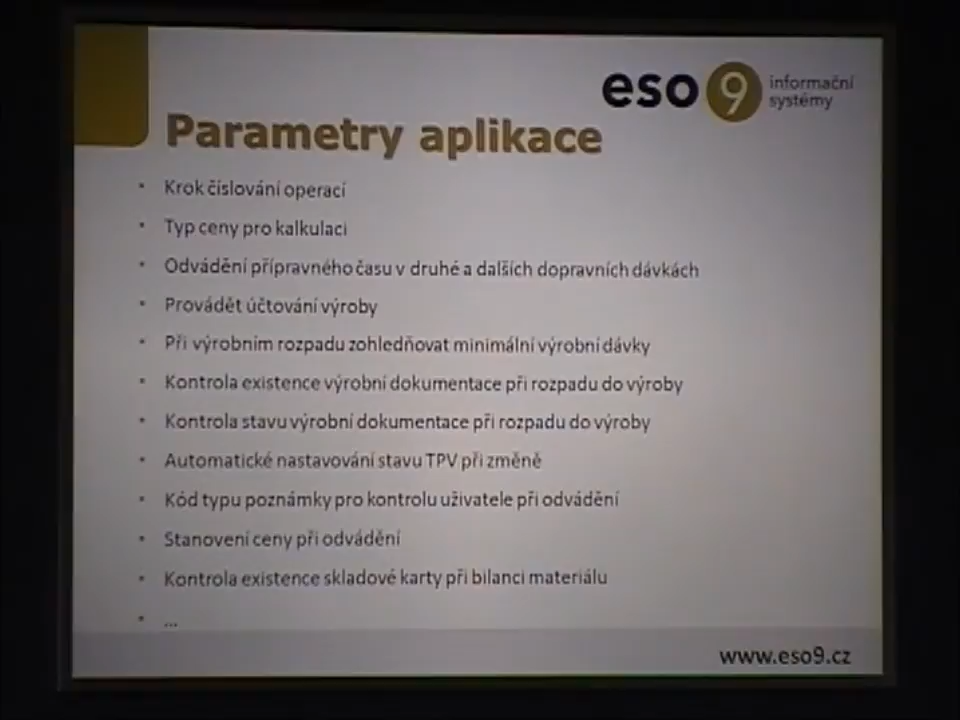 eso 9 informační
systémy
Parametry aplikace
• Krok číslování operací
• Typ ceny pro kalkulaci
• Odvádění přípravného času v druhé a dalších dopravních dávkách
• Provádět účtování výroby
• Při výrobním rozpadu zohledňovat minimální výrobní dávky
• Kontrola existence výrobní dokumentace při rozpadu do výroby
• Kontrola stavu výrobní dokumentace při rozpadu do výroby
• Automatické nastavování stavu TPV při změně
• Kód typu poznámky pro kontrolu uživatele při odvádění
• Stanovení ceny při odvádění
• Kontrola existence skladové karty při bilanci materiálu
• ...
www.eso9.cz